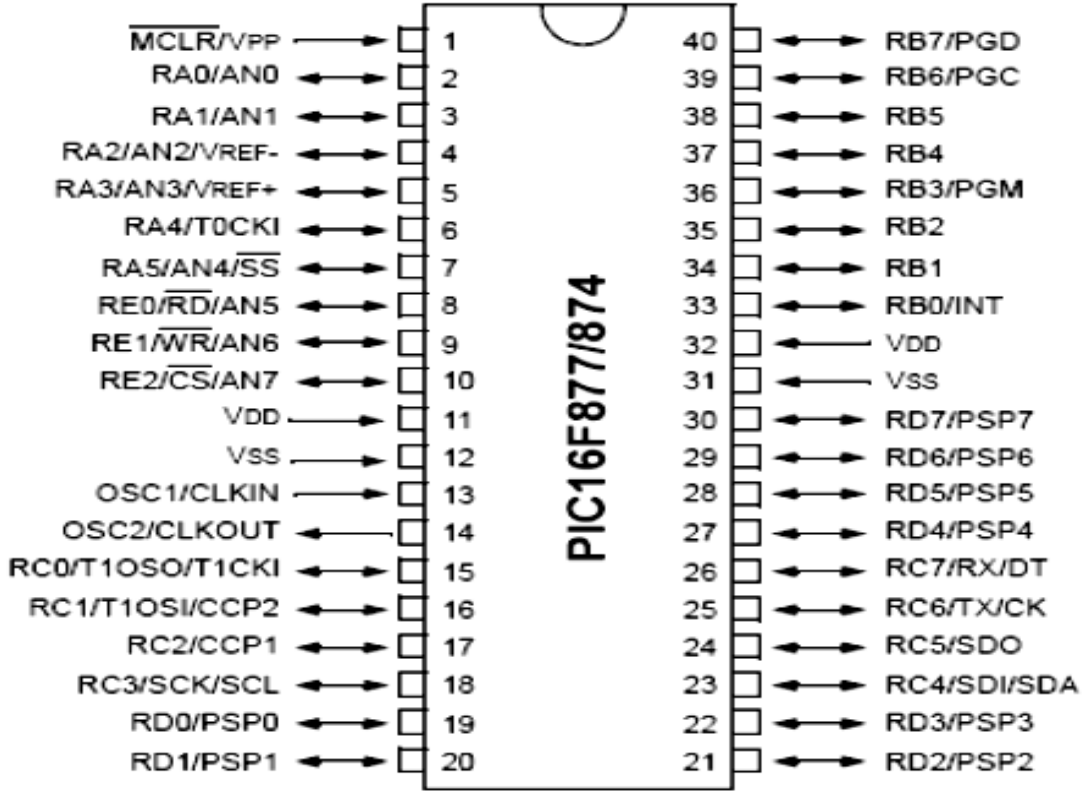 MCLR/VPP 1 40 RB7/PGD
RA0/AN0 2 39 RB6/PGC
RA1/AN1 3 38 RB5
RA2/AN2/VREF- 4 37 RB4
RA3/AN3/VREF+ 5 36 RB3/PGM
RA4/T0CKI 6 35 RB2
RA5/AN4/SS 7 34 RB1
RE0/RD/AN5 8 33 RB0/INT
RE1/WR/AN6 9 32 VDD
RE2/CS/AN7 10 31 VSS
VDD 11 30 RD7/PSP7
VSS 12 29 RD6/PSP6
OSC1/CLKIN 13 28 RD5/PSP5
OSC2/CLKOUT 14 27 RD4/PSP4
RC0/T1OSO/T1CKI 15 26 RC7/RX/DT
RC1/T1OSI/CCP2 16 25 RC6/TX/CK
RC2/CCP1 17 24 RC5/SDO
RC3/SCK/SCL 18 23 RC4/SDI/SDA
RD0/PSP0 19 22 RD3/PSP3
RD1/PSP1 20 21 RD2/PSP2
PIC16F877/874